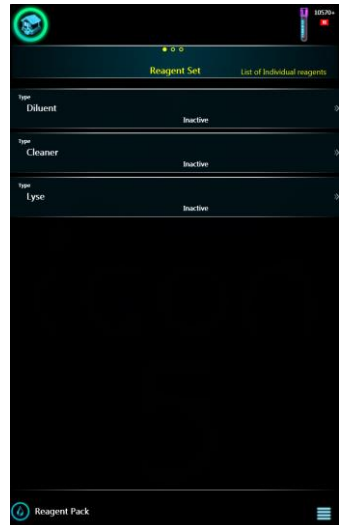 10570+
Reagent Set
List of Individual reagents
Type
Diluent
Inactive
Type
Cleaner
Inactive
Type
Lyse
Inactive
Reagent Pack